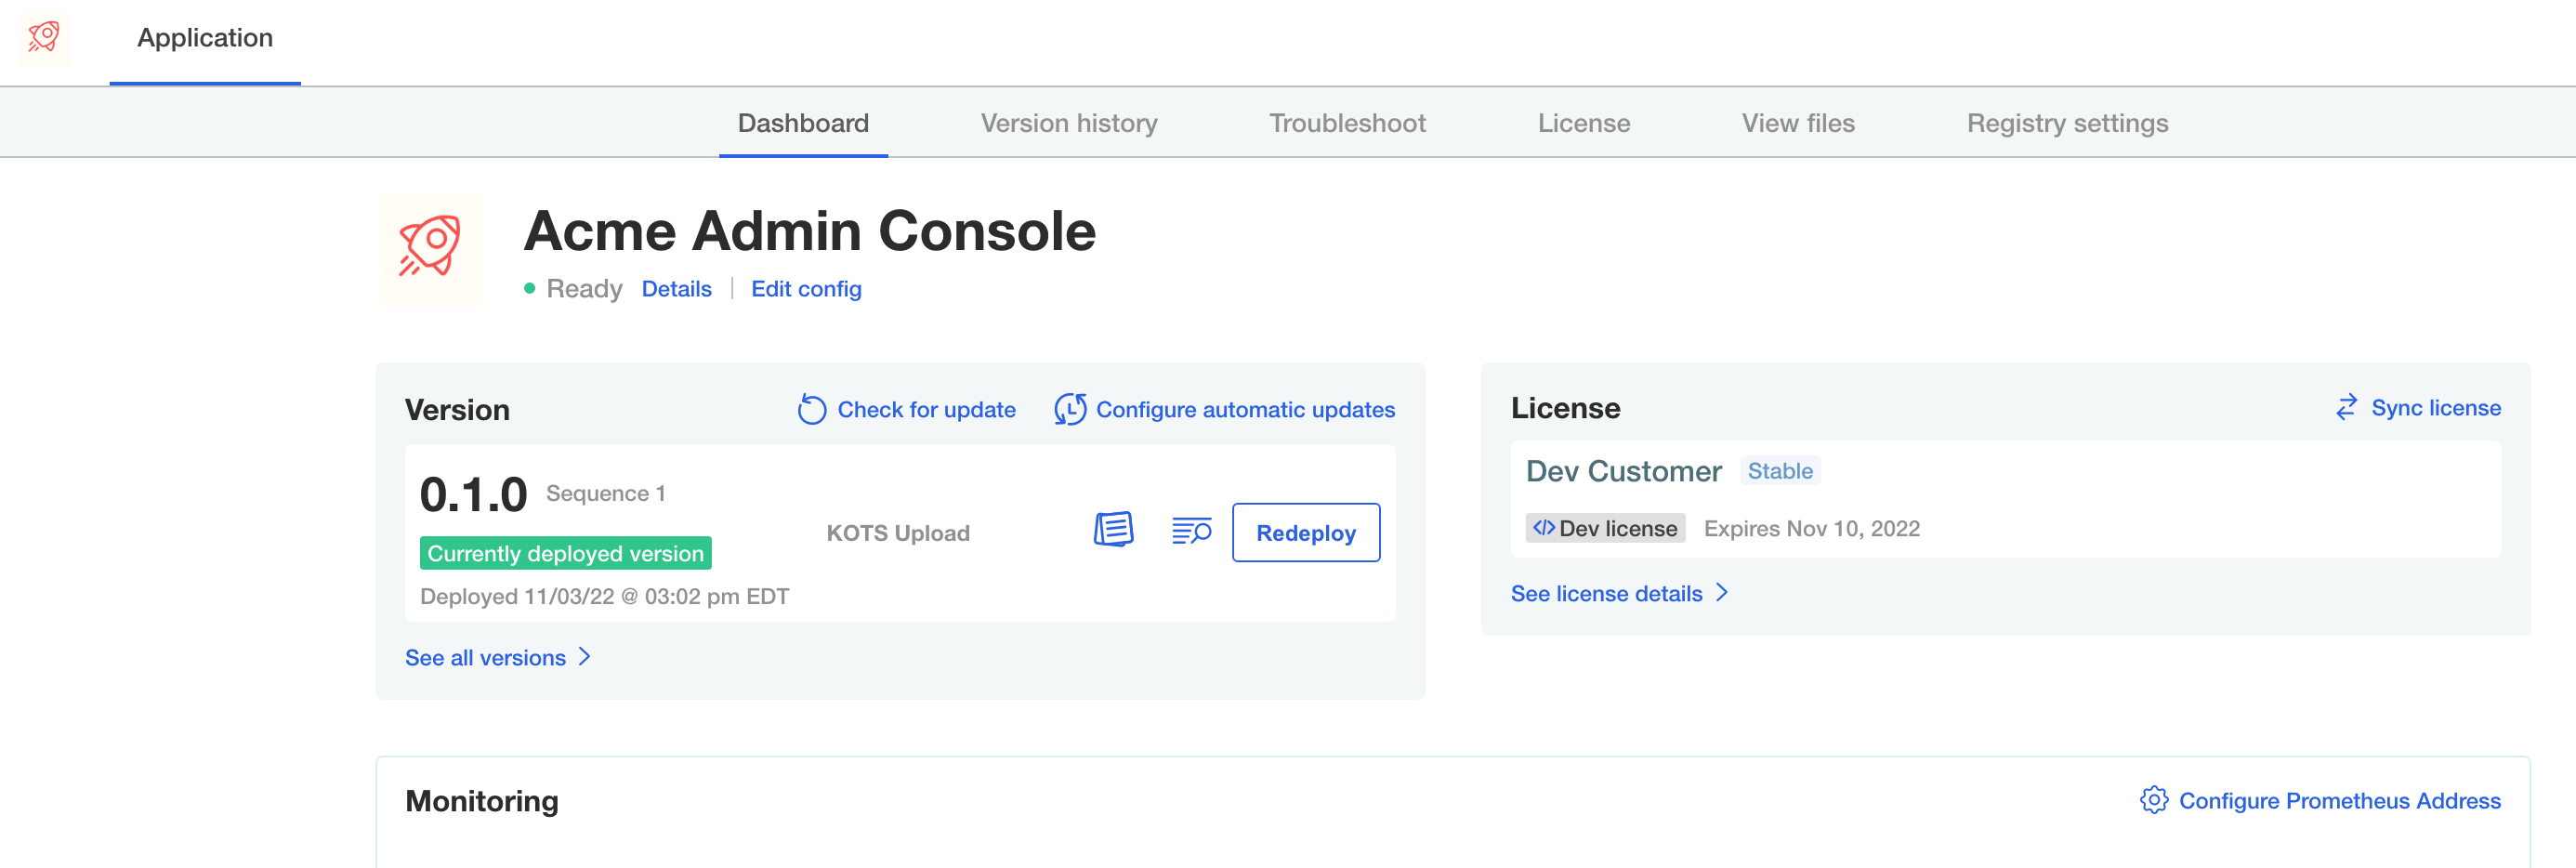 Application
Dashboard Version history Troubleshoot License View files Registry settings
Acme Admin Console
Ready Details | Edit config
Version Check for update Configure automatic updates
0.1.0 Sequence 1
Currently deployed version
Deployed 11/03/22 @ 03:02 pm EDT
KOTS Upload
Redeploy
See all versions
License Sync license
Dev Customer Stable
Dev license Expires Nov 10, 2022
See license details
Monitoring Configure Prometheus Address